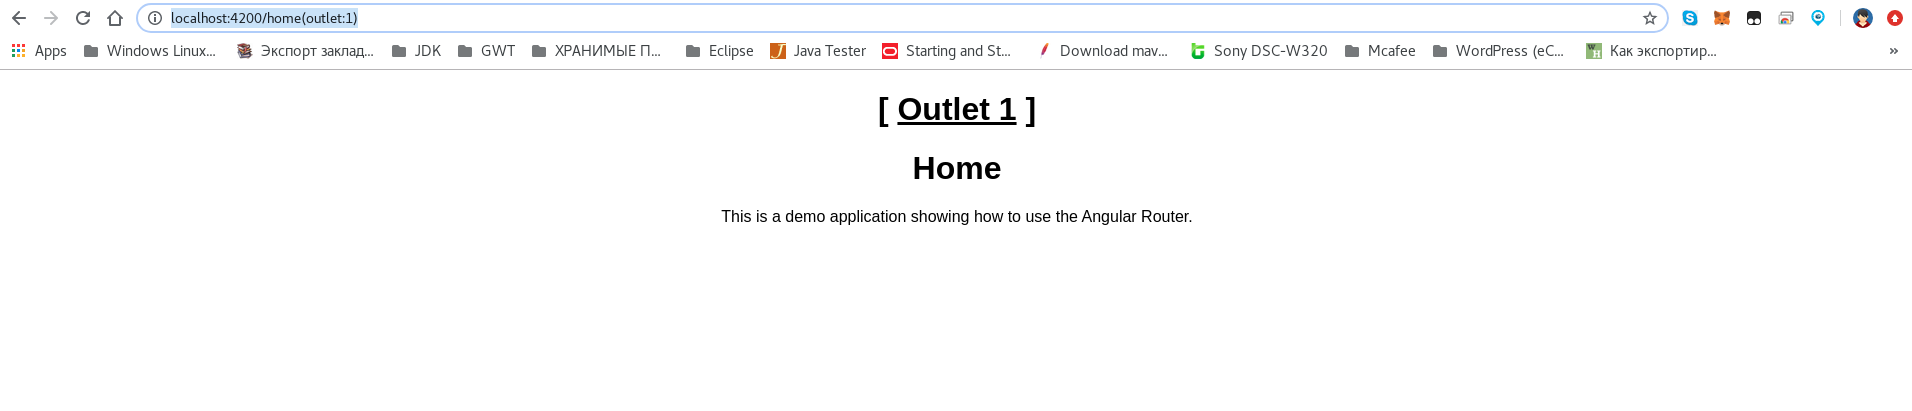 localhost:4200/home(outlet:1)
Apps Windows Linux... Экспорт заклад... JDK GWT ХРАНИМЫЕ П... Eclipse Java Tester Starting and St... Download mav... Sony DSC-W320 Mcafee WordPress (eC... Как экспортир... »
[ Outlet 1 ]
Home
This is a demo application showing how to use the Angular Router.